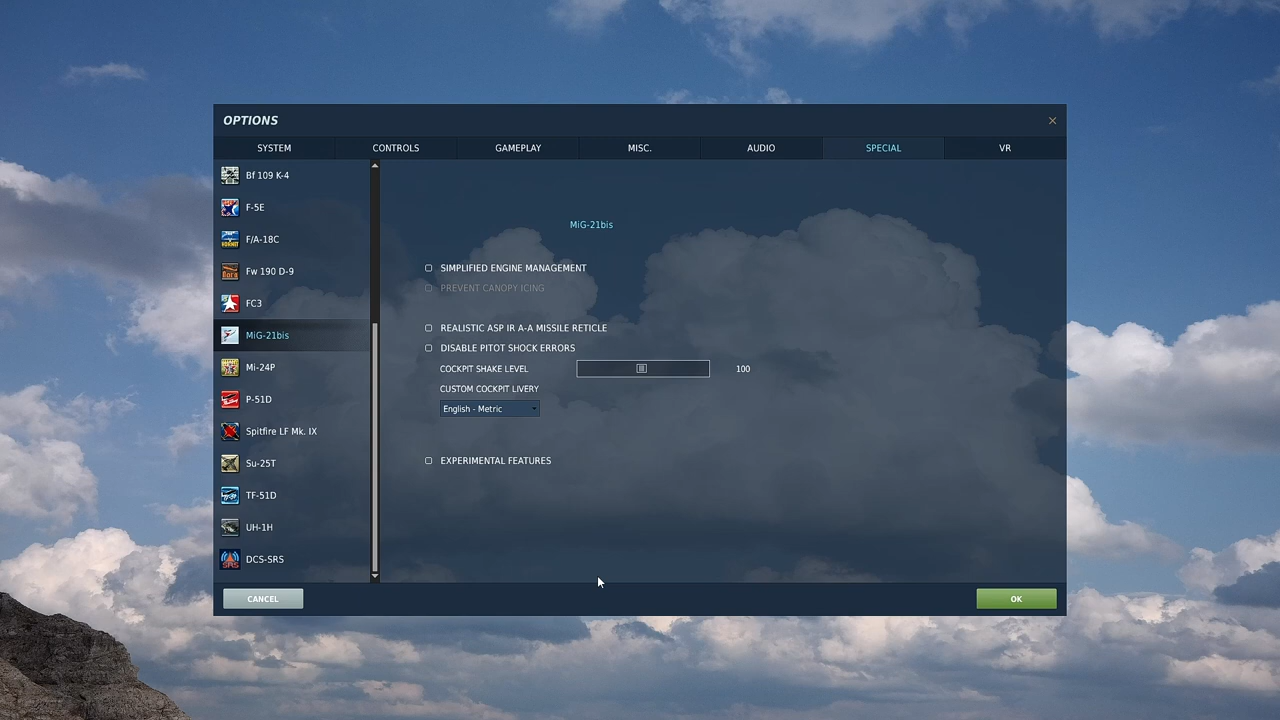 OPTIONS
SYSTEM CONTROLS GAMEPLAY MISC. AUDIO SPECIAL VR
Bf 109 K-4
F-5E
F/A-18C
Fw 190 D-9
FC3
MiG-21bis
Mi-24P
P-51D
Spitfire LF Mk. IX
Su-25T
TF-51D
UH-1H
DCS-SRS
MiG-21bis
SIMPLIFIED ENGINE MANAGEMENT
PREVENT CANOPY ICING
REALISTIC ASP IR A-A MISSILE RETICLE
DISABLE PITOT SHOCK ERRORS
COCKPIT SHAKE LEVEL 100
CUSTOM COCKPIT LIVERY
English - Metric
EXPERIMENTAL FEATURES
CANCEL OK